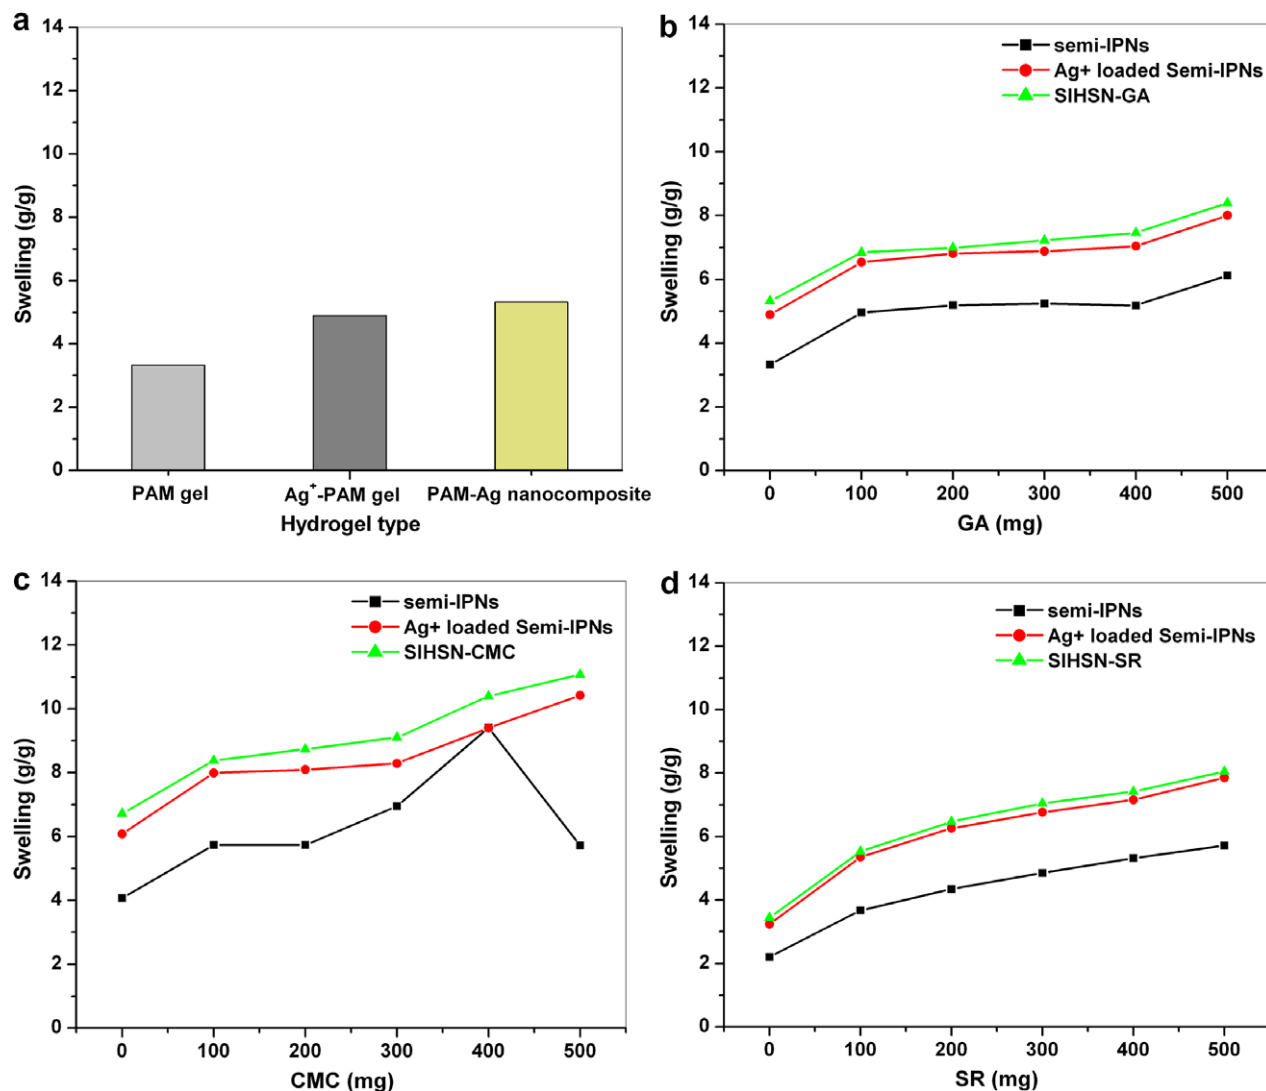 a
14
12
10
8
6
4
2
0
Swelling (g/g)
PAM gel Ag⁺-PAM gel PAM-Ag nanocomposite
Hydrogel type
b
semi-IPNs
Ag+ loaded Semi-IPNs
SIHSN-GA
14
12
10
8
6
4
2
0
Swelling (g/g)
0 100 200 300 400 500
GA (mg)
c
semi-IPNs
Ag+ loaded Semi-IPNs
SIHSN-CMC
14
12
10
8
6
4
2
0
Swelling (g/g)
0 100 200 300 400 500
CMC (mg)
d
semi-IPNs
Ag+ loaded Semi-IPNs
SIHSN-SR
14
12
10
8
6
4
2
0
Swelling (g/g)
0 100 200 300 400 500
SR (mg)